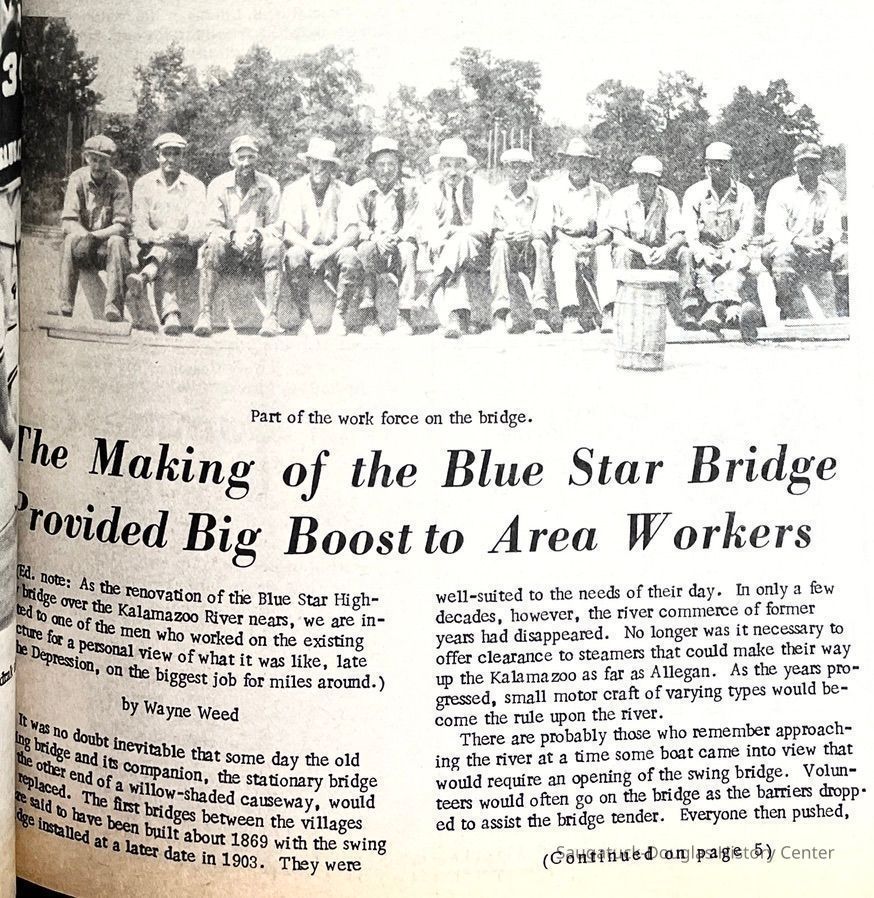 Part of the work force on the bridge.
The Making of the Blue Star Bridge
Provided Big Boost to Area Workers
(Ed. note: As the renovation of the Blue Star High-
bridge over the Kalamazoo River nears, we are in-
ted to one of the men who worked on the existing
cture for a personal view of what it was like, late
he Depression, on the biggest job for miles around.)
by Wayne Weed
It was no doubt inevitable that some day the old
ing bridge and its companion, the stationary bridge
the other end of a willow-shaded causeway, would
replaced. The first bridges between the villages
re said to have been built about 1869 with the swing
dge installed at a later date in 1903. They were
well-suited to the needs of their day. In only a few
decades, however, the river commerce of former
years had disappeared. No longer was it necessary to
offer clearance to steamers that could make their way
up the Kalamazoo as far as Allegan. As the years pro-
gressed, small motor craft of varying types would be-
come the rule upon the river.
There are probably those who remember approach-
ing the river at a time some boat came into view that
would require an opening of the swing bridge. Volun-
teers would often go on the bridge as the barriers dropp-
ed to assist the bridge tender. Everyone then pushed,
(Continued on page 5)
Saugatuck-Douglas History Center